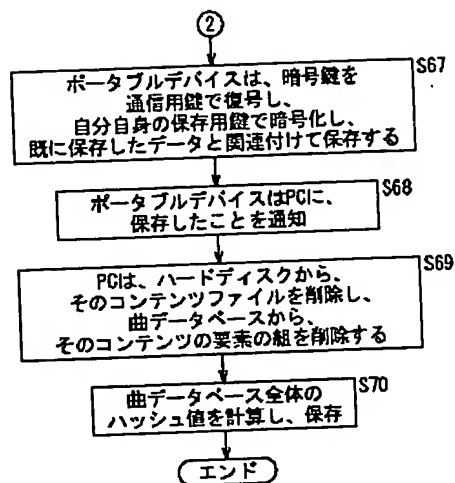 ②
ポータブルデバイスは、暗号鍵を
通信用鍵で復号し、
自分自身の保存用鍵で暗号化し、
既に保存したデータと関連付けて保存する
S67
ポータブルデバイスはPCに、
保存したことを通知
S68
PCは、ハードディスクから、
そのコンテンツファイルを削除し、
曲データベースから、
そのコンテンツの要素の組を削除する
S69
曲データベース全体の
ハッシュ値を計算し、保存
S70
エンド